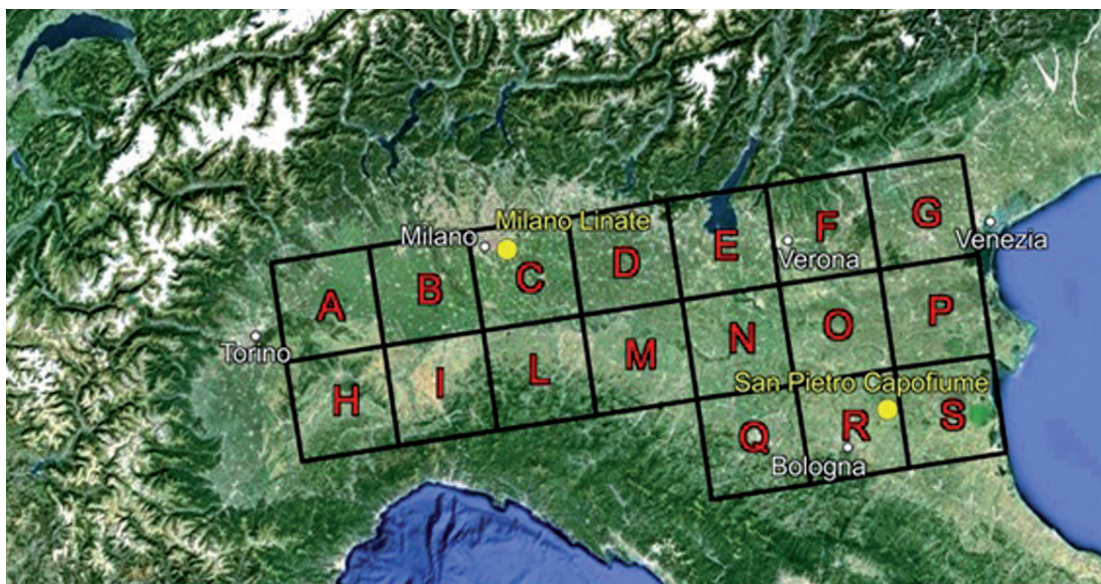 G
F
Milano Linate
Venezia
Milano
E
Verona
D
C
B
A
P
O
N
Torino
M
L
San Pietro Capofiume
I
H
S
R
Q
Bologna